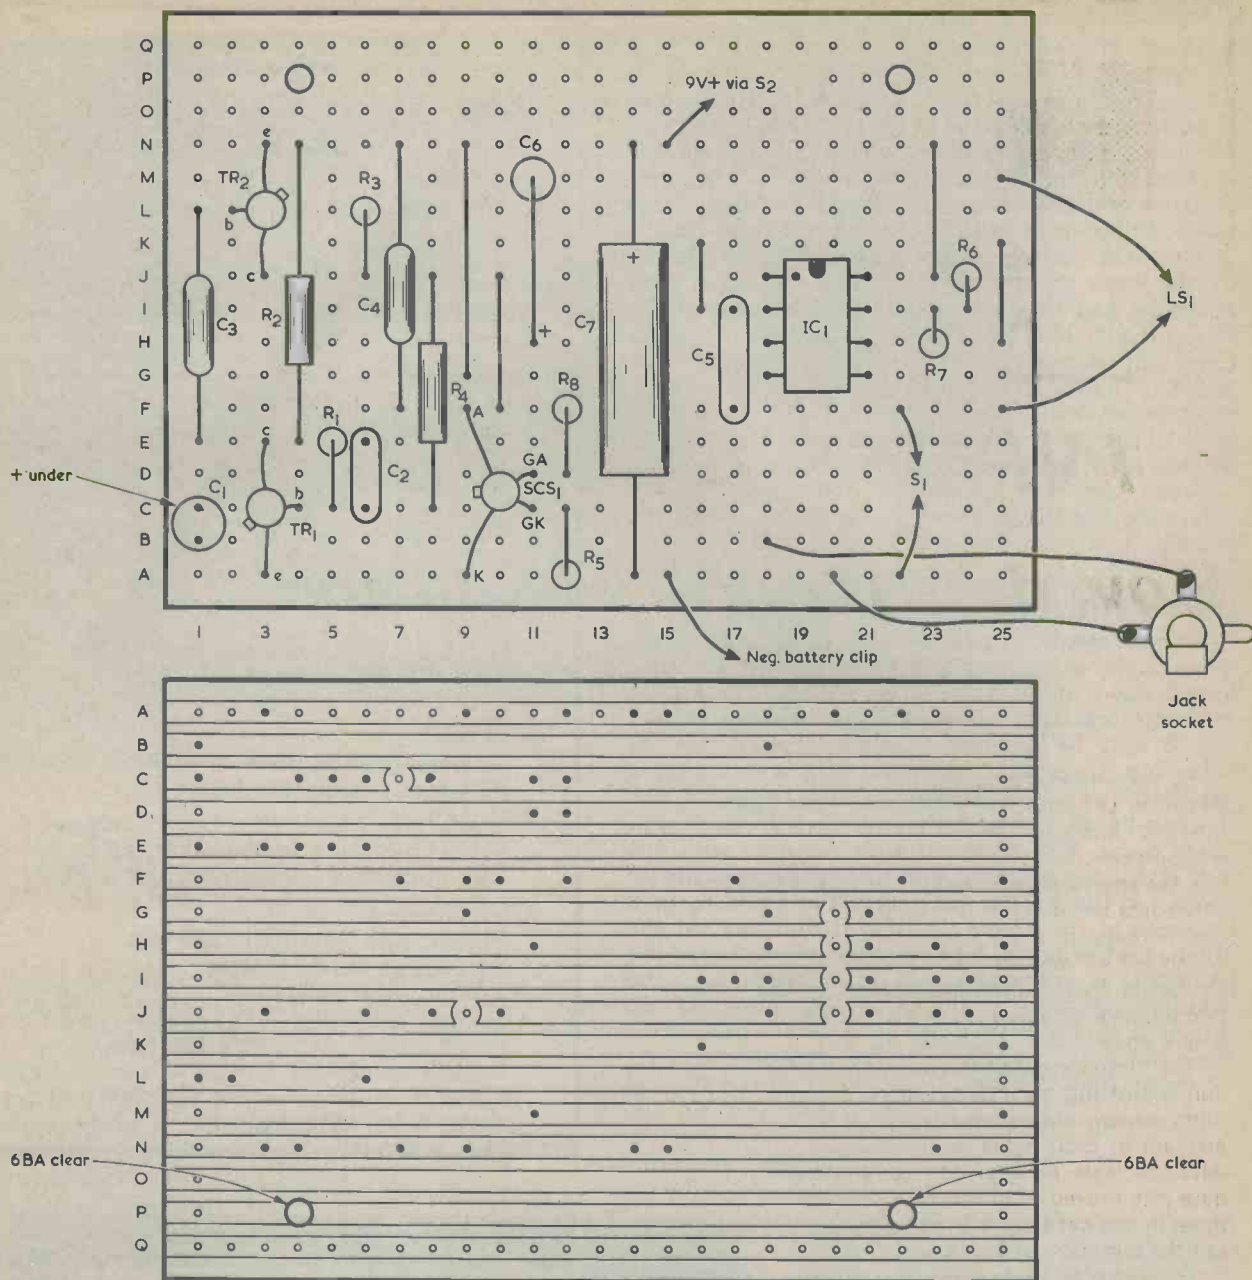 Q
P
9V+ via S2
O
N
e
C6
M
TR2
R3
L
b
K
R6
+
J
c
C3
R2
C4
C7
IC1
LS1
I
C5
H
+
R7
G
R4
R8
F
A
R1
E
c
GA
+ under
D
C2
SCS1
S1
C1
b
C
TR1
GK
B
R5
A
e
K
1 3 5 7 9 11 13 15 17 19 21 23 25
Neg. battery clip
Jack
socket
A
B
C
D
E
F
G
H
I
J
K
L
M
N
6BA clear
6BA clear
O
P
Q